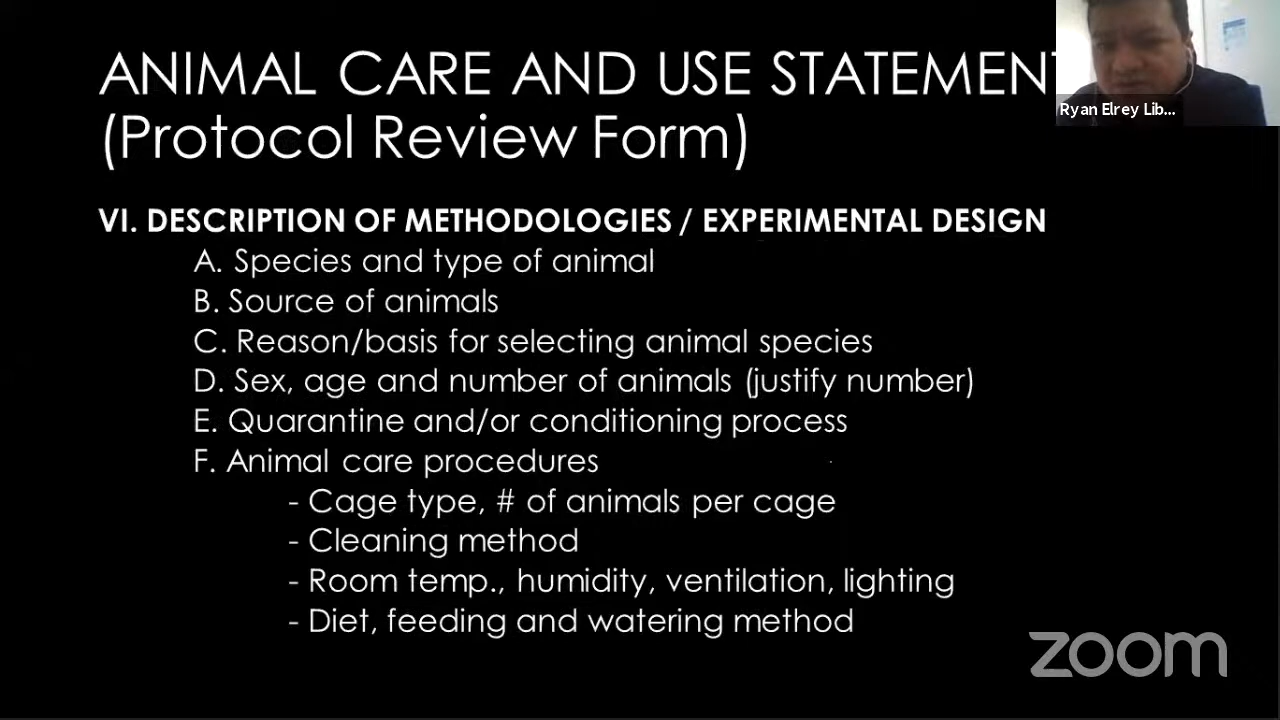 ANIMAL CARE AND USE STATEMENT
(Protocol Review Form)
Ryan Elrey Lib...
VI. DESCRIPTION OF METHODOLOGIES / EXPERIMENTAL DESIGN
A. Species and type of animal
B. Source of animals
C. Reason/basis for selecting animal species
D. Sex, age and number of animals (justify number)
E. Quarantine and/or conditioning process
F. Animal care procedures
- Cage type, # of animals per cage
- Cleaning method
- Room temp., humidity, ventilation, lighting
- Diet, feeding and watering method
zoom